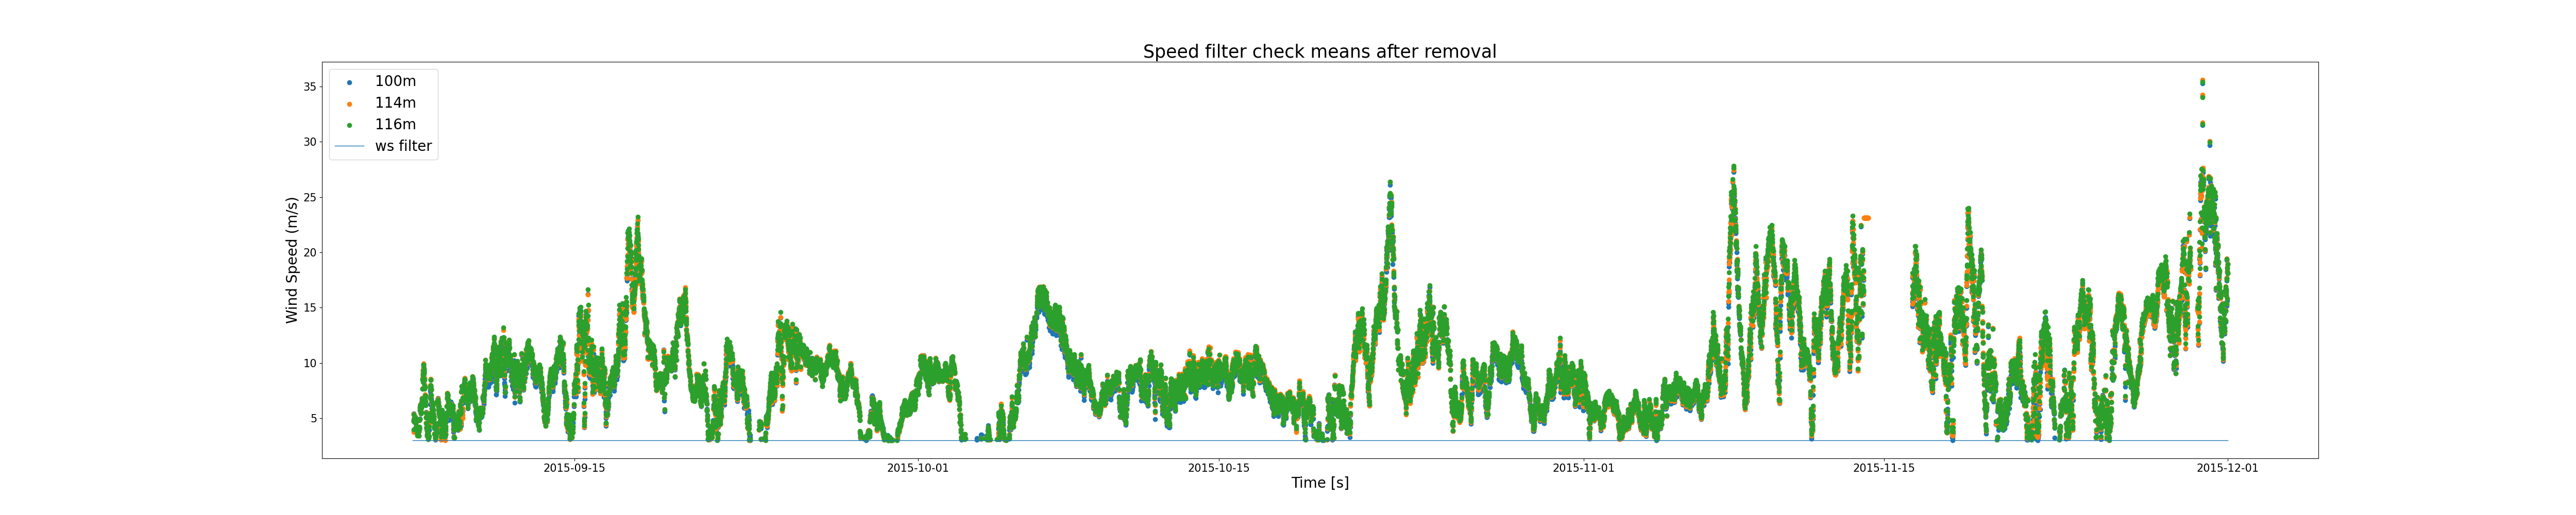 Speed filter check means after removal
100m
114m
116m
ws filter
35
30
25
20
15
10
5
Wind Speed (m/s)
2015-09-15
2015-10-01
2015-10-15
2015-11-01
2015-11-15
2015-12-01
Time [s]